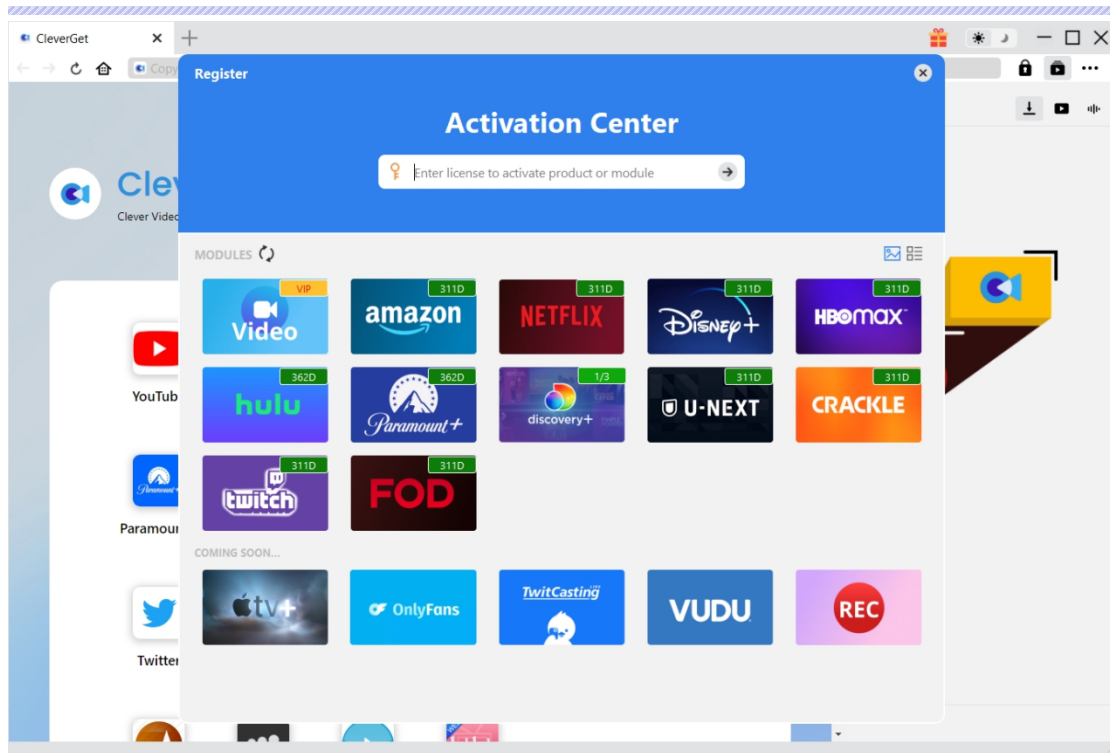 CleverGet
Copy
Register
Activation Center
Enter license to activate product or module
Clever Video
MODULES
VIP
Video
311D
amazon
311D
NETFLIX
311D
Disney+
311D
HBOMAX
362D
hulu
362D
Paramount+
1/3
discovery+
311D
U-NEXT
311D
CRACKLE
311D
twitch
311D
FOD
COMING SOON...
tv+
OnlyFans
TwitCasting
VUDU
REC
YouTub
Paramount+
Paramour
Twitter